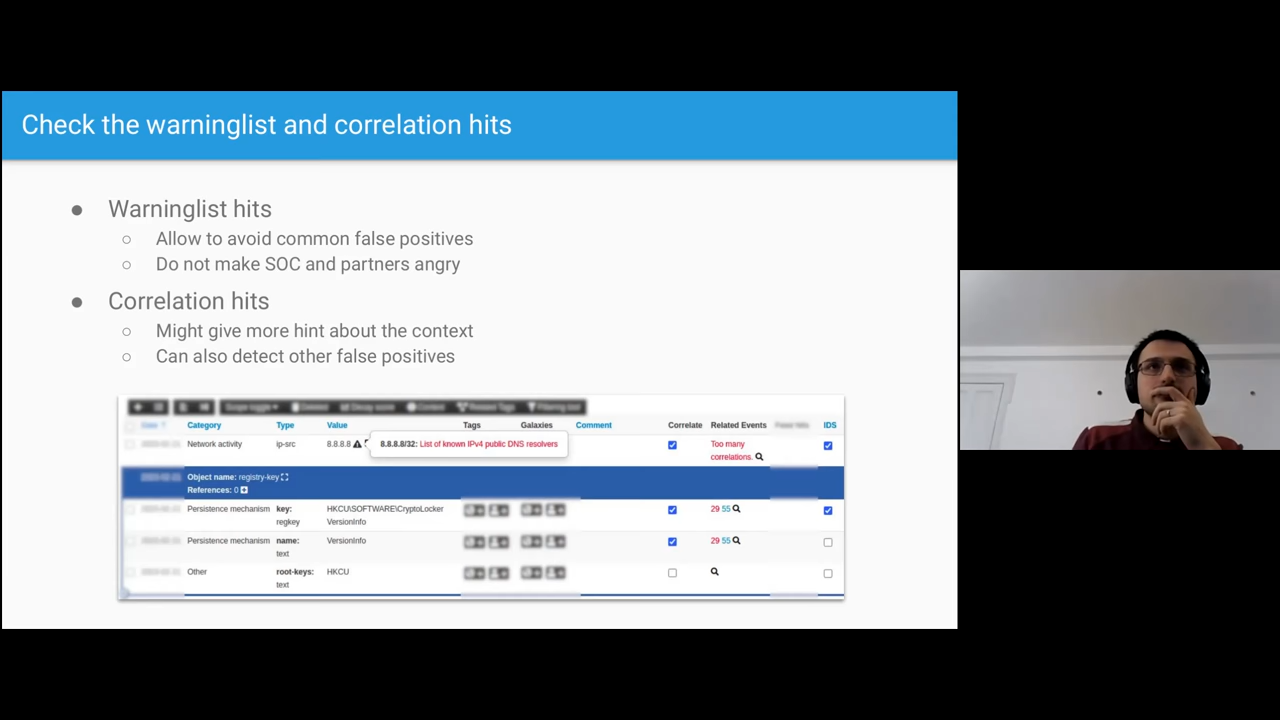 Check the warninglist and correlation hits
● Warninglist hits
○ Allow to avoid common false positives
○ Do not make SOC and partners angry
● Correlation hits
○ Might give more hint about the context
○ Can also detect other false positives
Category Type Value Tags Galaxies Comment Correlate Related Events IDS
Network activity ip-src 8.8.8.8 8.8.8.8/32: List of known IPv4 public DNS resolvers Too many
correlations.
Object name: registry-key
References: 0
Persistence mechanism key: HKCU\SOFTWARE\CryptoLocker 29 55
regkey VersionInfo
Persistence mechanism name: VersionInfo 29 55
text
Other root-keys: HKCU
text